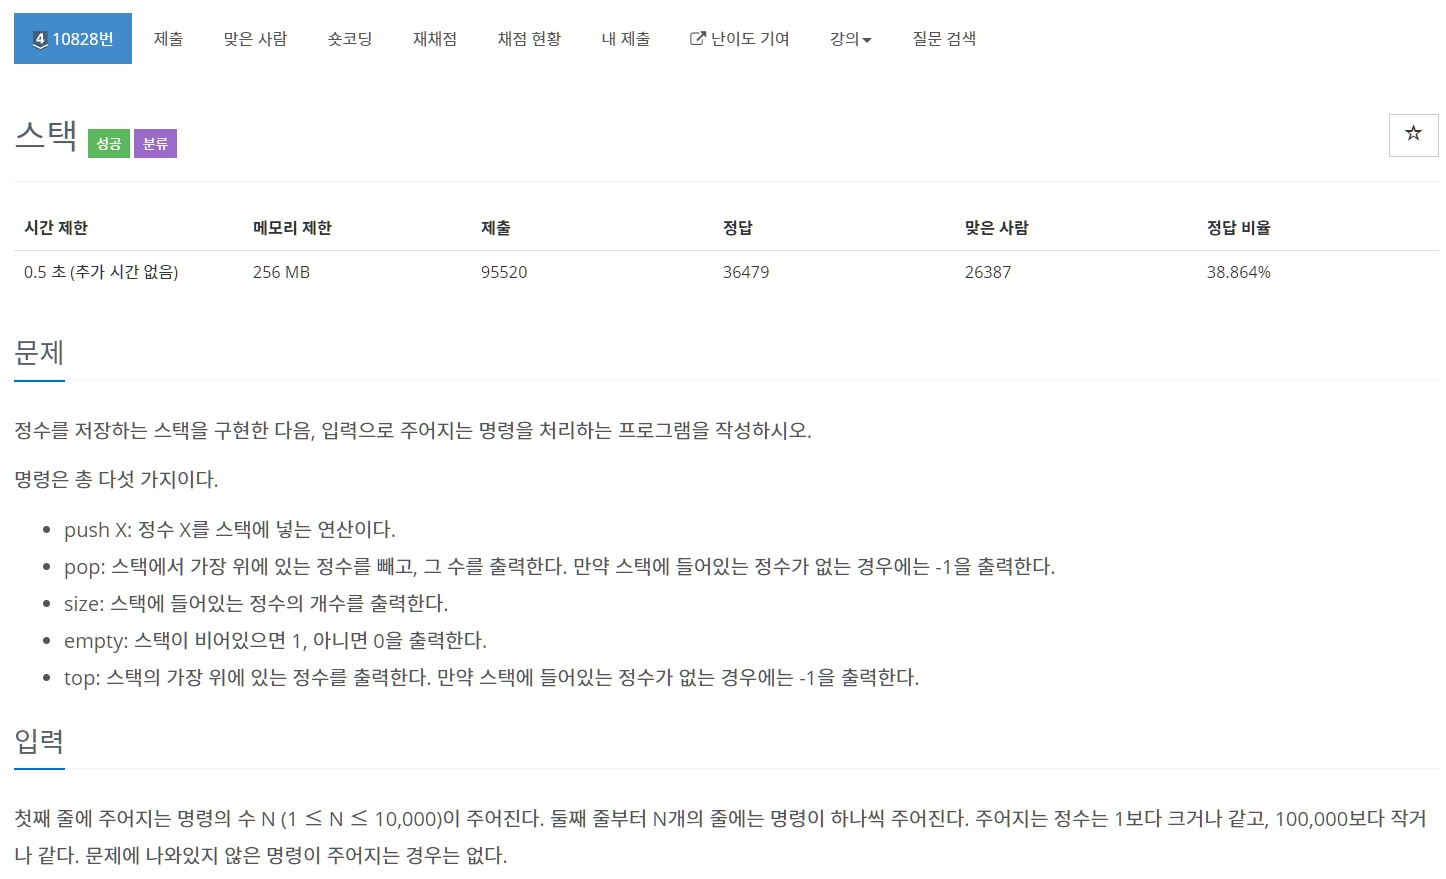 4 10828번 제출 맞은 사람 숏코딩 재채점 채점 현황 내 제출 난이도 기여 강의 질문 검색
스택 성공 분류
시간 제한 메모리 제한 제출 정답 맞은 사람 정답 비율
0.5 초 (추가 시간 없음) 256 MB 95520 36479 26387 38.864%
문제
정수를 저장하는 스택을 구현한 다음, 입력으로 주어지는 명령을 처리하는 프로그램을 작성하시오.
명령은 총 다섯 가지이다.
• push X: 정수 X를 스택에 넣는 연산이다.
• pop: 스택에서 가장 위에 있는 정수를 빼고, 그 수를 출력한다. 만약 스택에 들어있는 정수가 없는 경우에는 -1을 출력한다.
• size: 스택에 들어있는 정수의 개수를 출력한다.
• empty: 스택이 비어있으면 1, 아니면 0을 출력한다.
• top: 스택의 가장 위에 있는 정수를 출력한다. 만약 스택에 들어있는 정수가 없는 경우에는 -1을 출력한다.
입력
첫째 줄에 주어지는 명령의 수 N (1 ≤ N ≤ 10,000)이 주어진다. 둘째 줄부터 N개의 줄에는 명령이 하나씩 주어진다. 주어지는 정수는 1보다 크거나 같고, 100,000보다 작거
나 같다. 문제에 나와있지 않은 명령이 주어지는 경우는 없다.